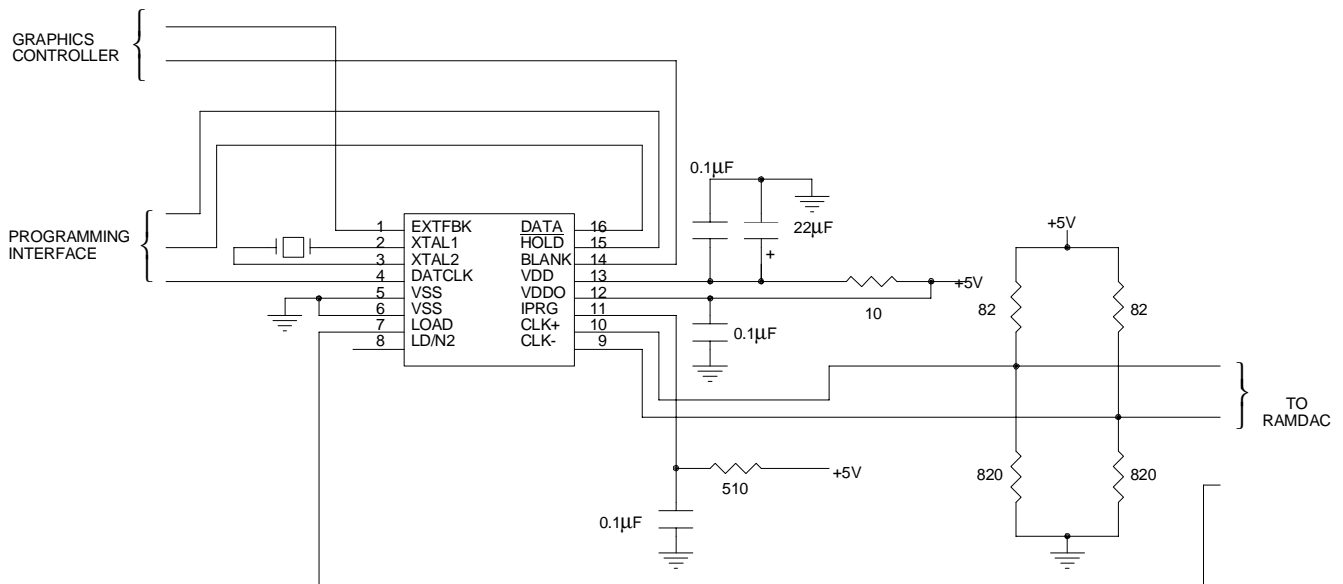 GRAPHICS
CONTROLLER
PROGRAMMING
INTERFACE
1 EXTFBK DATA 16
2 XTAL1 HOLD 15
3 XTAL2 BLANK 14
4 DATCLK VDD 13
5 VSS VDDO 12
6 VSS IPRG 11
7 LOAD CLK+ 10
8 LD/N2 CLK- 9
0.1µF
22µF
+
10
+5V
0.1µF
+5V
82
82
820
820
TO
RAMDAC
510
+5V
0.1µF